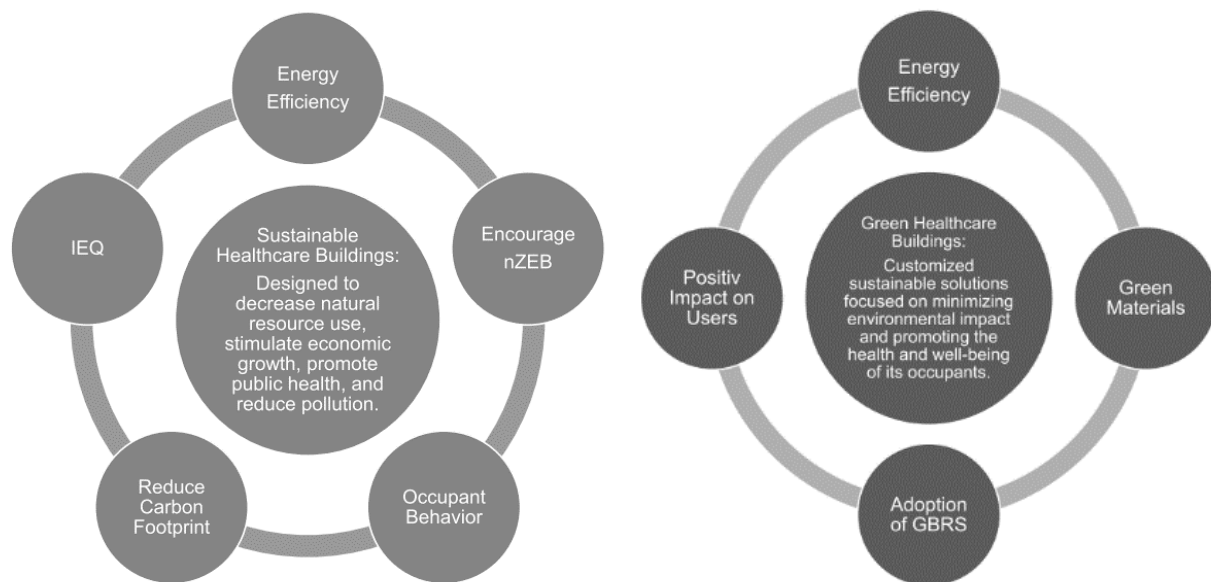 Energy
Efficiency
Encourage
nZEB
Occupant
Behavior
Reduce
Carbon
Footprint
IEQ
Sustainable
Healthcare Buildings:
Designed to
decrease natural
resource use,
stimulate economic
growth, promote
public health, and
reduce pollution.
Energy
Efficiency
Green
Materials
Adoption
of GBRS
Positiv
Impact on
Users
Green Healthcare
Buildings:
Customized
sustainable solutions
focused on minimizing
environmental impact
and promoting the
health and well-being
of its occupants.